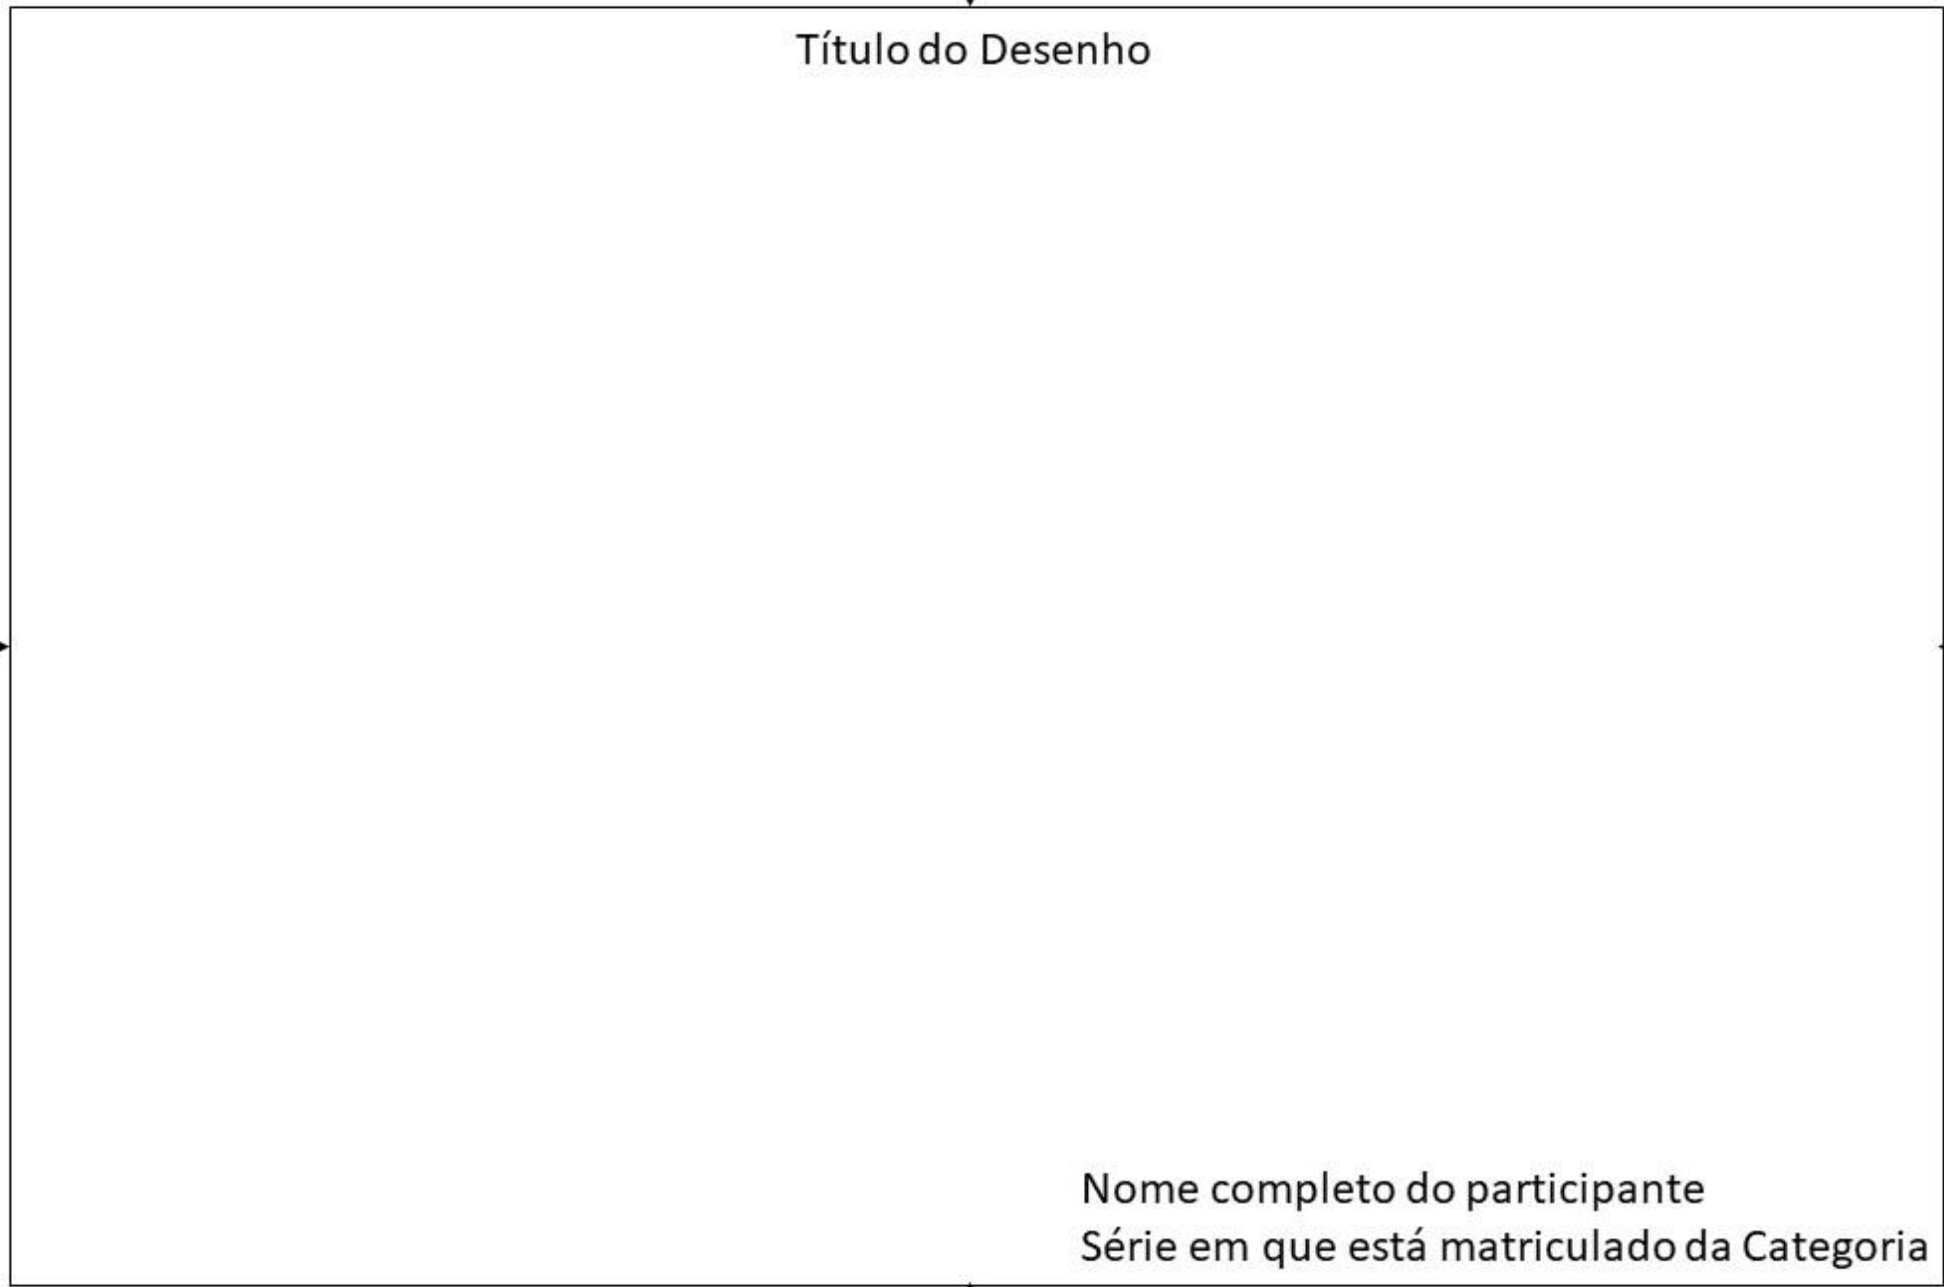 Título do Desenho
Nome completo do participante
Série em que está matriculado da Categoria